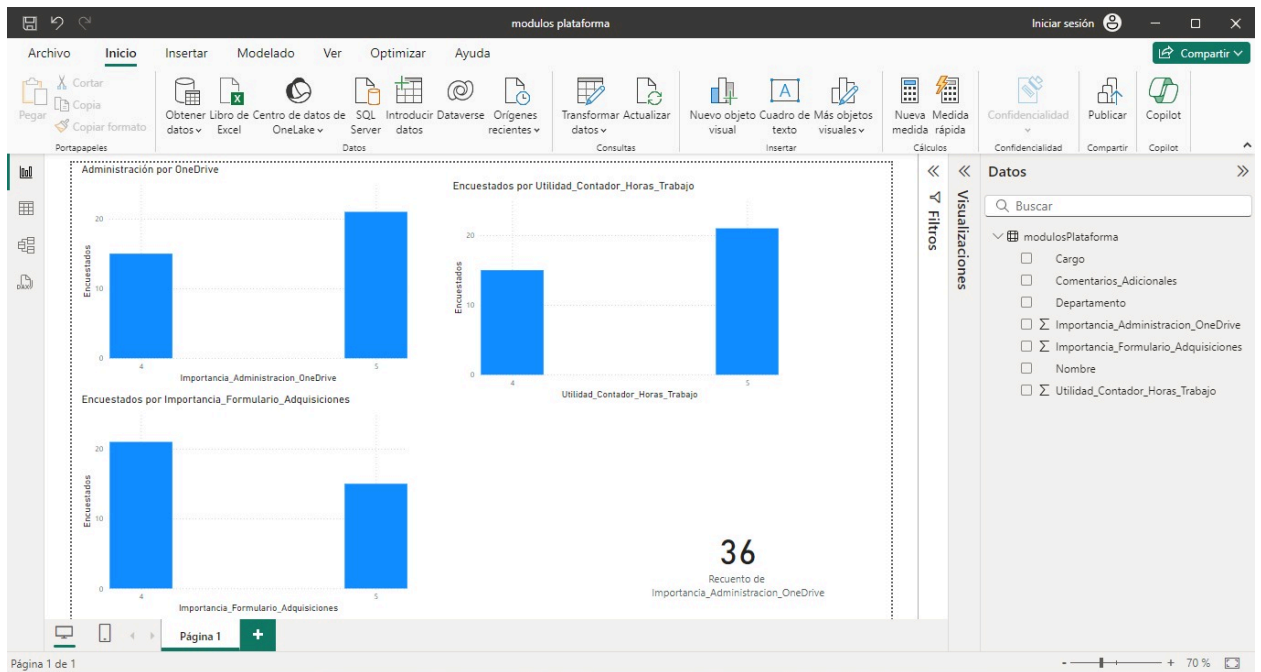 modulos plataforma
Iniciar sesión
Archivo Inicio Insertar Modelado Ver Optimizar Ayuda
Compartir
Pegar
Cortar
Copia
Copiar formato
Portapapeles
Obtener datos
Libro de Excel
Centro de datos de OneLake
SQL Server
Introducir datos
Dataverse
Orígenes recientes
Datos
Transformar datos
Actualizar
Consultas
Nuevo objeto visual
Cuadro de texto
Más objetos visuales
Insertar
Nueva medida
Medida rápida
Cálculos
Confidencialidad
Confidencialidad
Publicar
Compartir
Copilot
Copilot
Administración por OneDrive
Encuestados
20
10
0
4 5
Importancia_Administracion_OneDrive
Encuestados por Utilidad_Contador_Horas_Trabajo
Encuestados
20
10
0
4 5
Utilidad_Contador_Horas_Trabajo
Encuestados por Importancia_Formulario_Adquisiciones
Encuestados
20
10
0
4 5
Importancia_Formulario_Adquisiciones
36
Recuento de
Importancia_Administracion_OneDrive
Filtros
Visualizaciones
Datos
Buscar
modulosPlataforma
Cargo
Comentarios_Adicionales
Departamento
Importancia_Administracion_OneDrive
Importancia_Formulario_Adquisiciones
Nombre
Utilidad_Contador_Horas_Trabajo
DAX
Página 1
Página 1 de 1
70 %